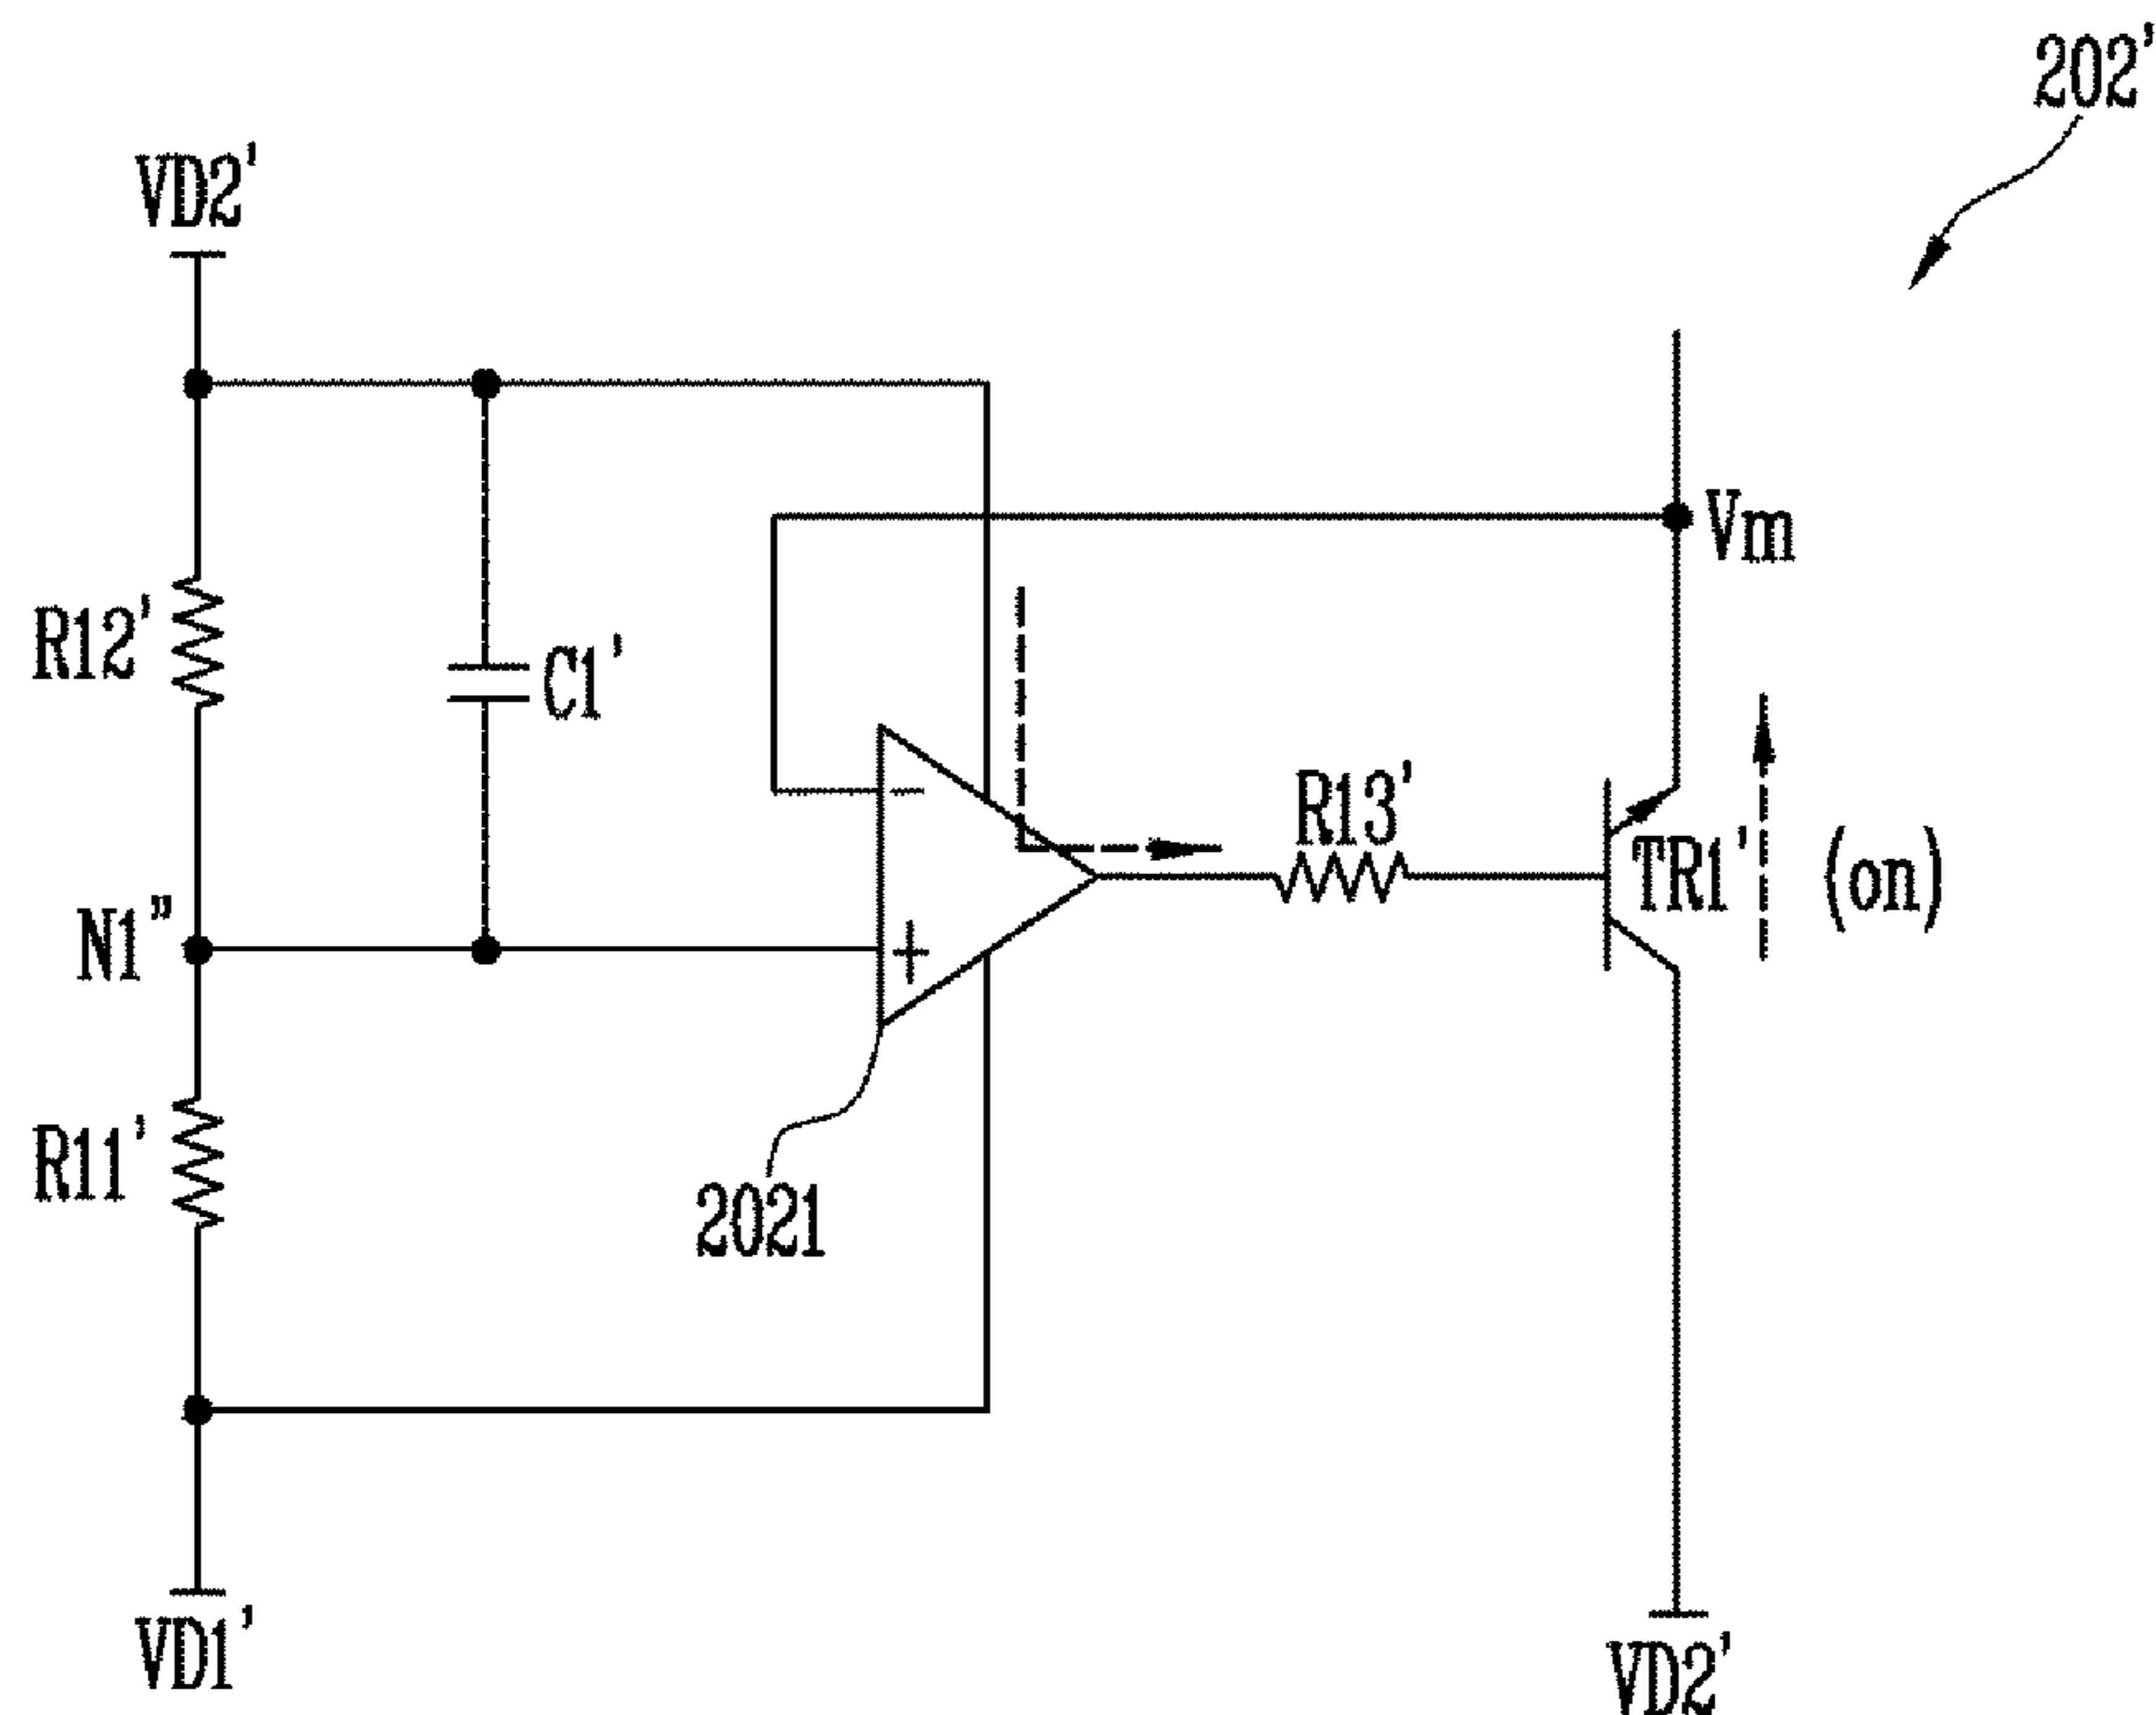 202'
VD2'
Vm
R12'
C1'
−
R13'
TR1'
(on)
N1"
+
R11'
2021
VD1'
VD2'